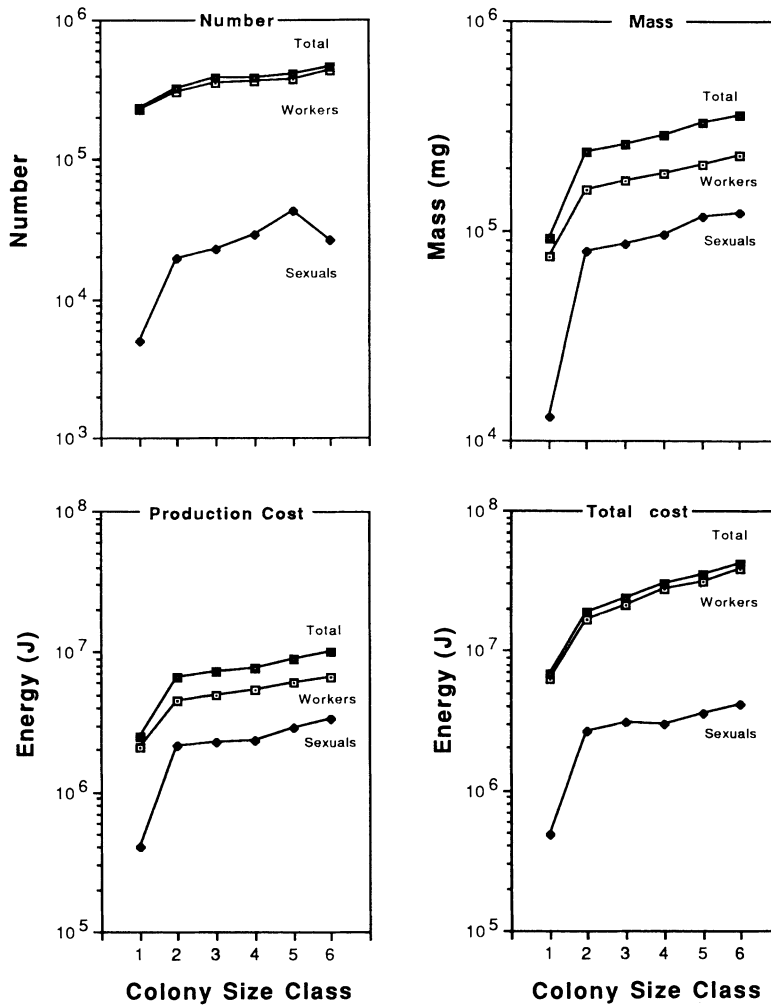 Number
10^6
10^5
10^4
10^3
Number
Total
Workers
Sexuals
Mass
10^6
10^5
10^4
Mass (mg)
Total
Workers
Sexuals
Production Cost
10^8
10^7
10^6
10^5
Energy (J)
Total
Workers
Sexuals
1 2 3 4 5 6
Colony Size Class
Total cost
10^8
10^7
10^6
10^5
Energy (J)
Total
Workers
Sexuals
1 2 3 4 5 6
Colony Size Class